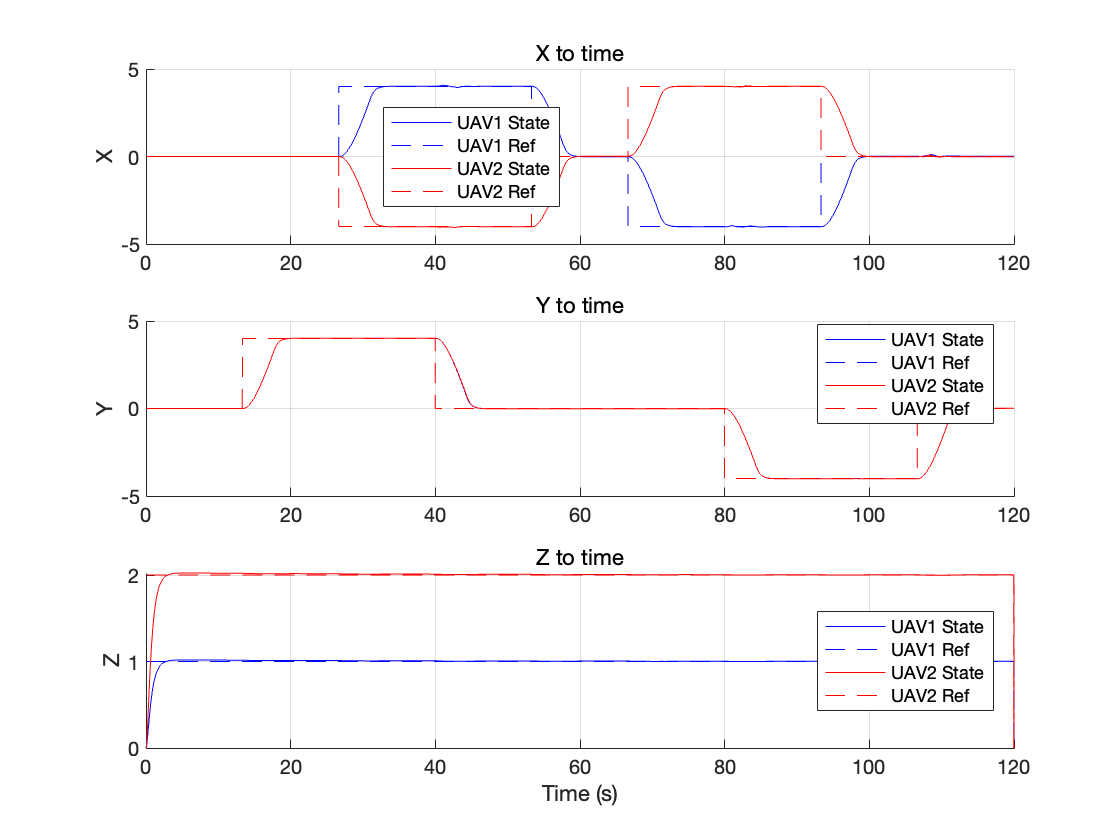 X to time
5
X
0
-5
UAV1 State
UAV1 Ref
UAV2 State
UAV2 Ref
0 20 40 60 80 100 120
Y to time
5
Y
0
-5
UAV1 State
UAV1 Ref
UAV2 State
UAV2 Ref
0 20 40 60 80 100 120
Z to time
2
Z
1
0
UAV1 State
UAV1 Ref
UAV2 State
UAV2 Ref
0 20 40 60 80 100 120
Time (s)